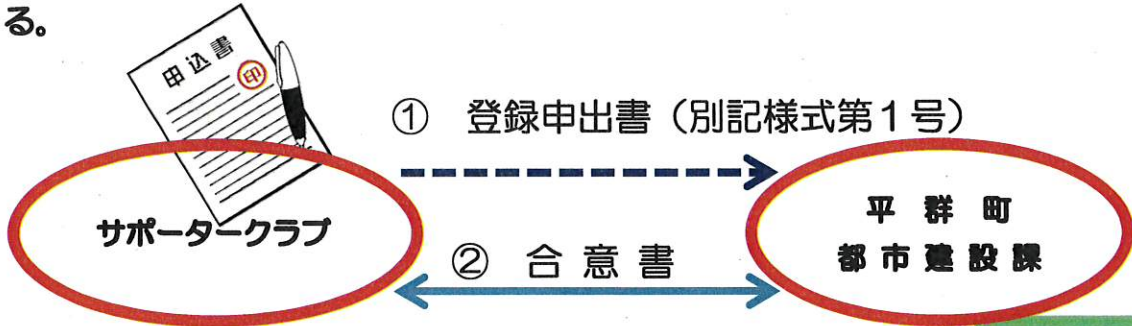 る。
申込書
印
① 登録申出書（別記様式第１号）
サポータークラブ
平群町
都市建設課
② 合意書